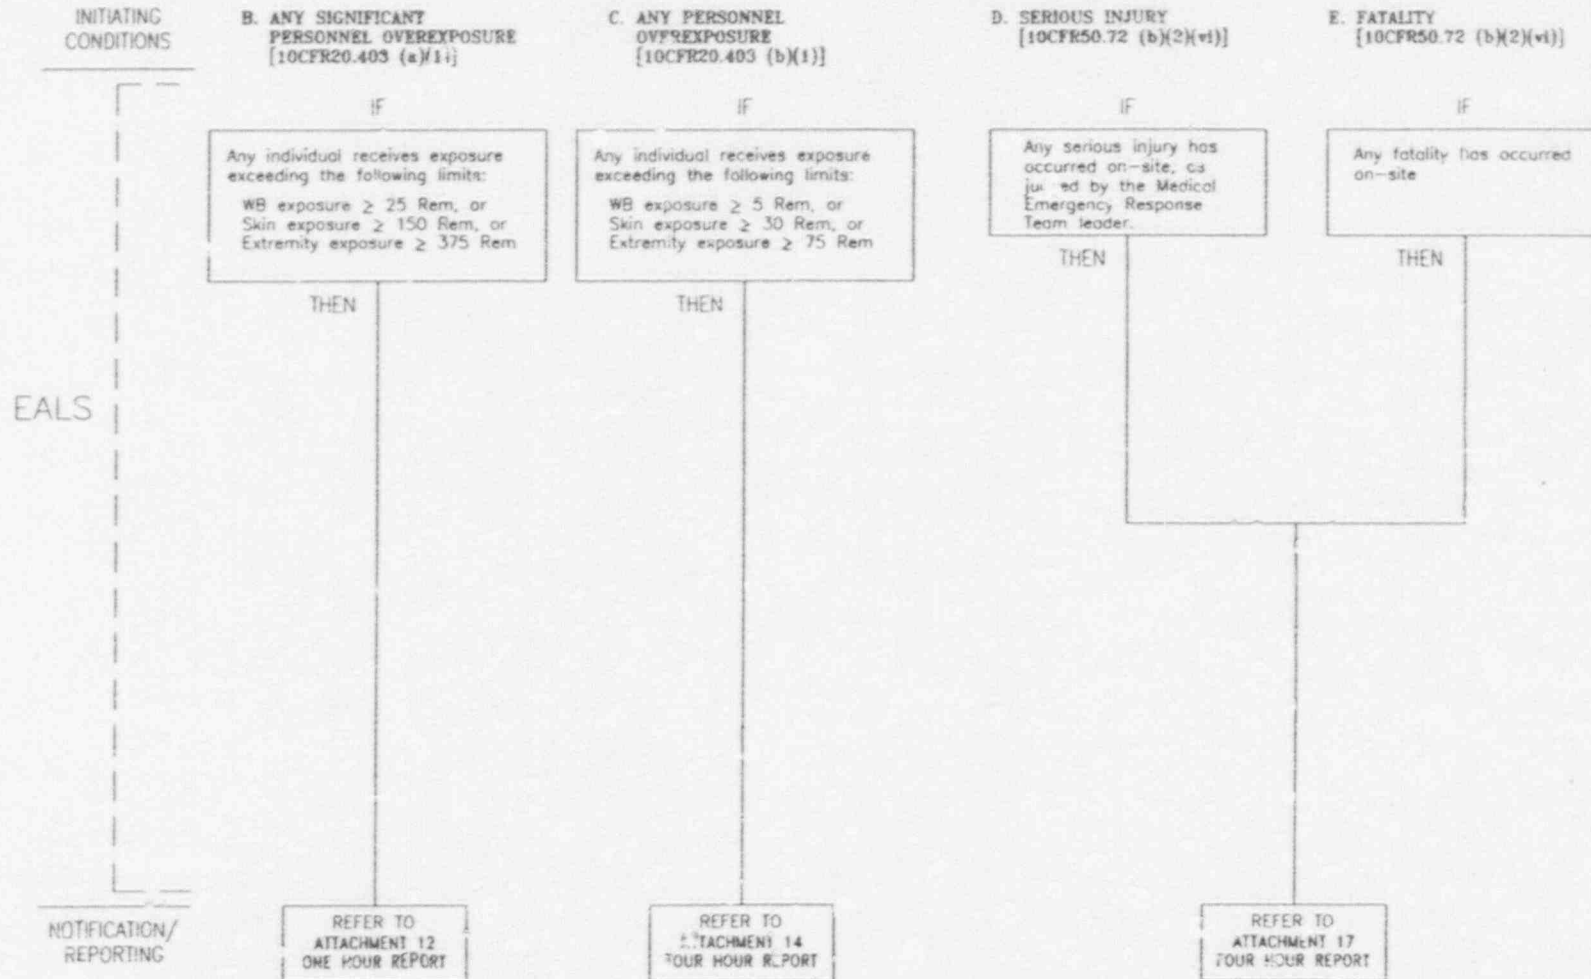 INITIATING
CONDITIONS
B. ANY SIGNIFICANT
PERSONNEL OVEREXPOSURE
[10CFR20.403
C. ANY PERSONNEL
OVEREXPOSURE
[10CFR20.403 (b)(1)]
D. SERIOUS INJURY
[10CFR50.72 (b)(2)(vi)]
E. FATALITY
[10CFR50.72 (b)(2)(vi)]
IF
Any individual receives exposure
exceeding the following limits:
WB exposure ≥ 25 Rem, or
Skin exposure ≥ 150 Rem, or
Extremity exposure ≥ 375 Rem
THEN
IF
Any individual receives exposure
exceeding the following limits:
WB exposure ≥ 5 Rem, or
Skin exposure ≥ 30 Rem, or
Extremity exposure ≥ 75 Rem
THEN
IF
Any serious injury has
occurred on-site, as
by the Medical
Emergency Response
Team leader.
THEN
IF
Any fatality has occurred
on-site
THEN
EALS
NOTIFICATION/
REPORTING
REFER TO
ATTACHMENT 12
ONE HOUR REPORT
REFER TO
ATTACHMENT 14
FOUR HOUR REPORT
REFER TO
ATTACHMENT 17
FOUR HOUR REPORT